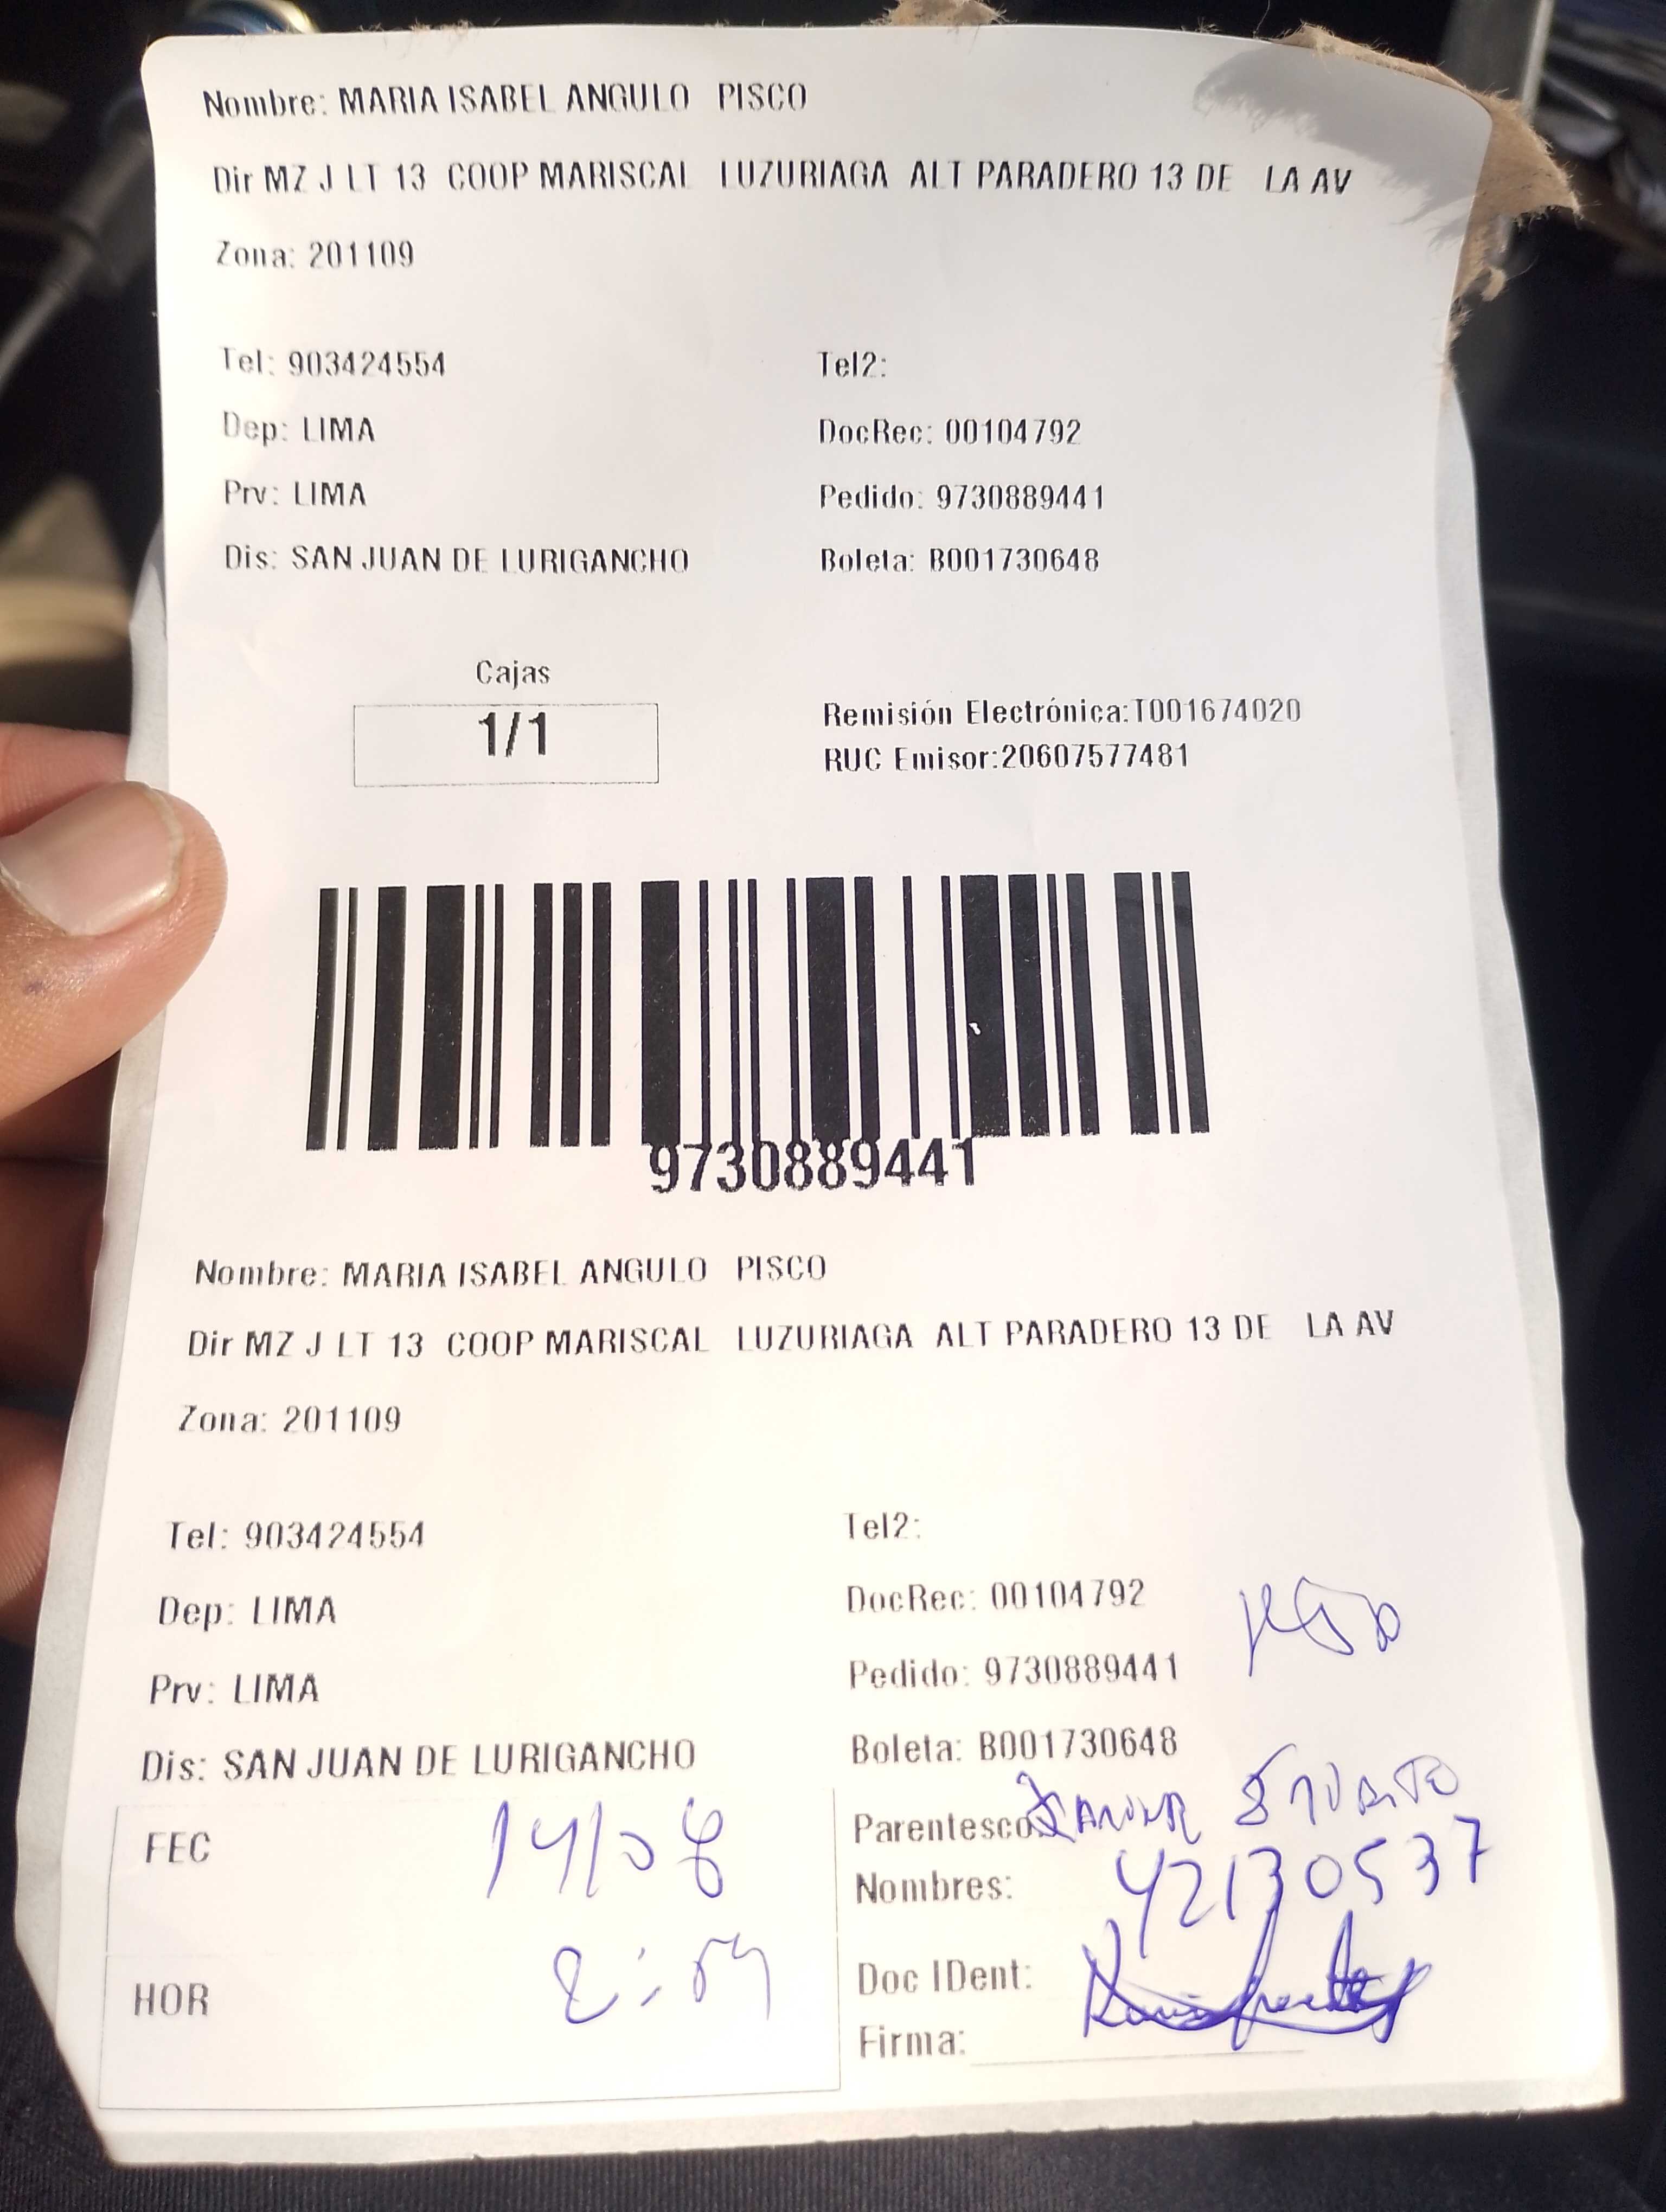 Nombre: MARIA ISABEL ANGULO PISCO
Dir MZ J LT 13 COOP MARISCAL LUZURIAGA ALT PARADERO 13 DE LA AV
Zona: 201109
Tel: 903424554 Tel2:
Dep: LIMA DocRec: 00104792
Prv: LIMA Pedido: 9730889441
Dis: SAN JUAN DE LURIGANCHO Boleta: B001730648
Cajas
1/1
Remisión Electrónica:T001674020
RUC Emisor:20607577481
9730889441
Nombre: MARIA ISABEL ANGULO PISCO
Dir MZ J LT 13 COOP MARISCAL LUZURIAGA ALT PARADERO 13 DE LA AV
Zona: 201109
Tel: 903424554 Tel2:
Dep: LIMA DocRec: 00104792
Prv: LIMA Pedido: 9730889441
Dis: SAN JUAN DE LURIGANCHO Boleta: B001730648
FEC 14/08 Parentesco:
Nombres: 42130537
HOR Doc IDent:
Firma: